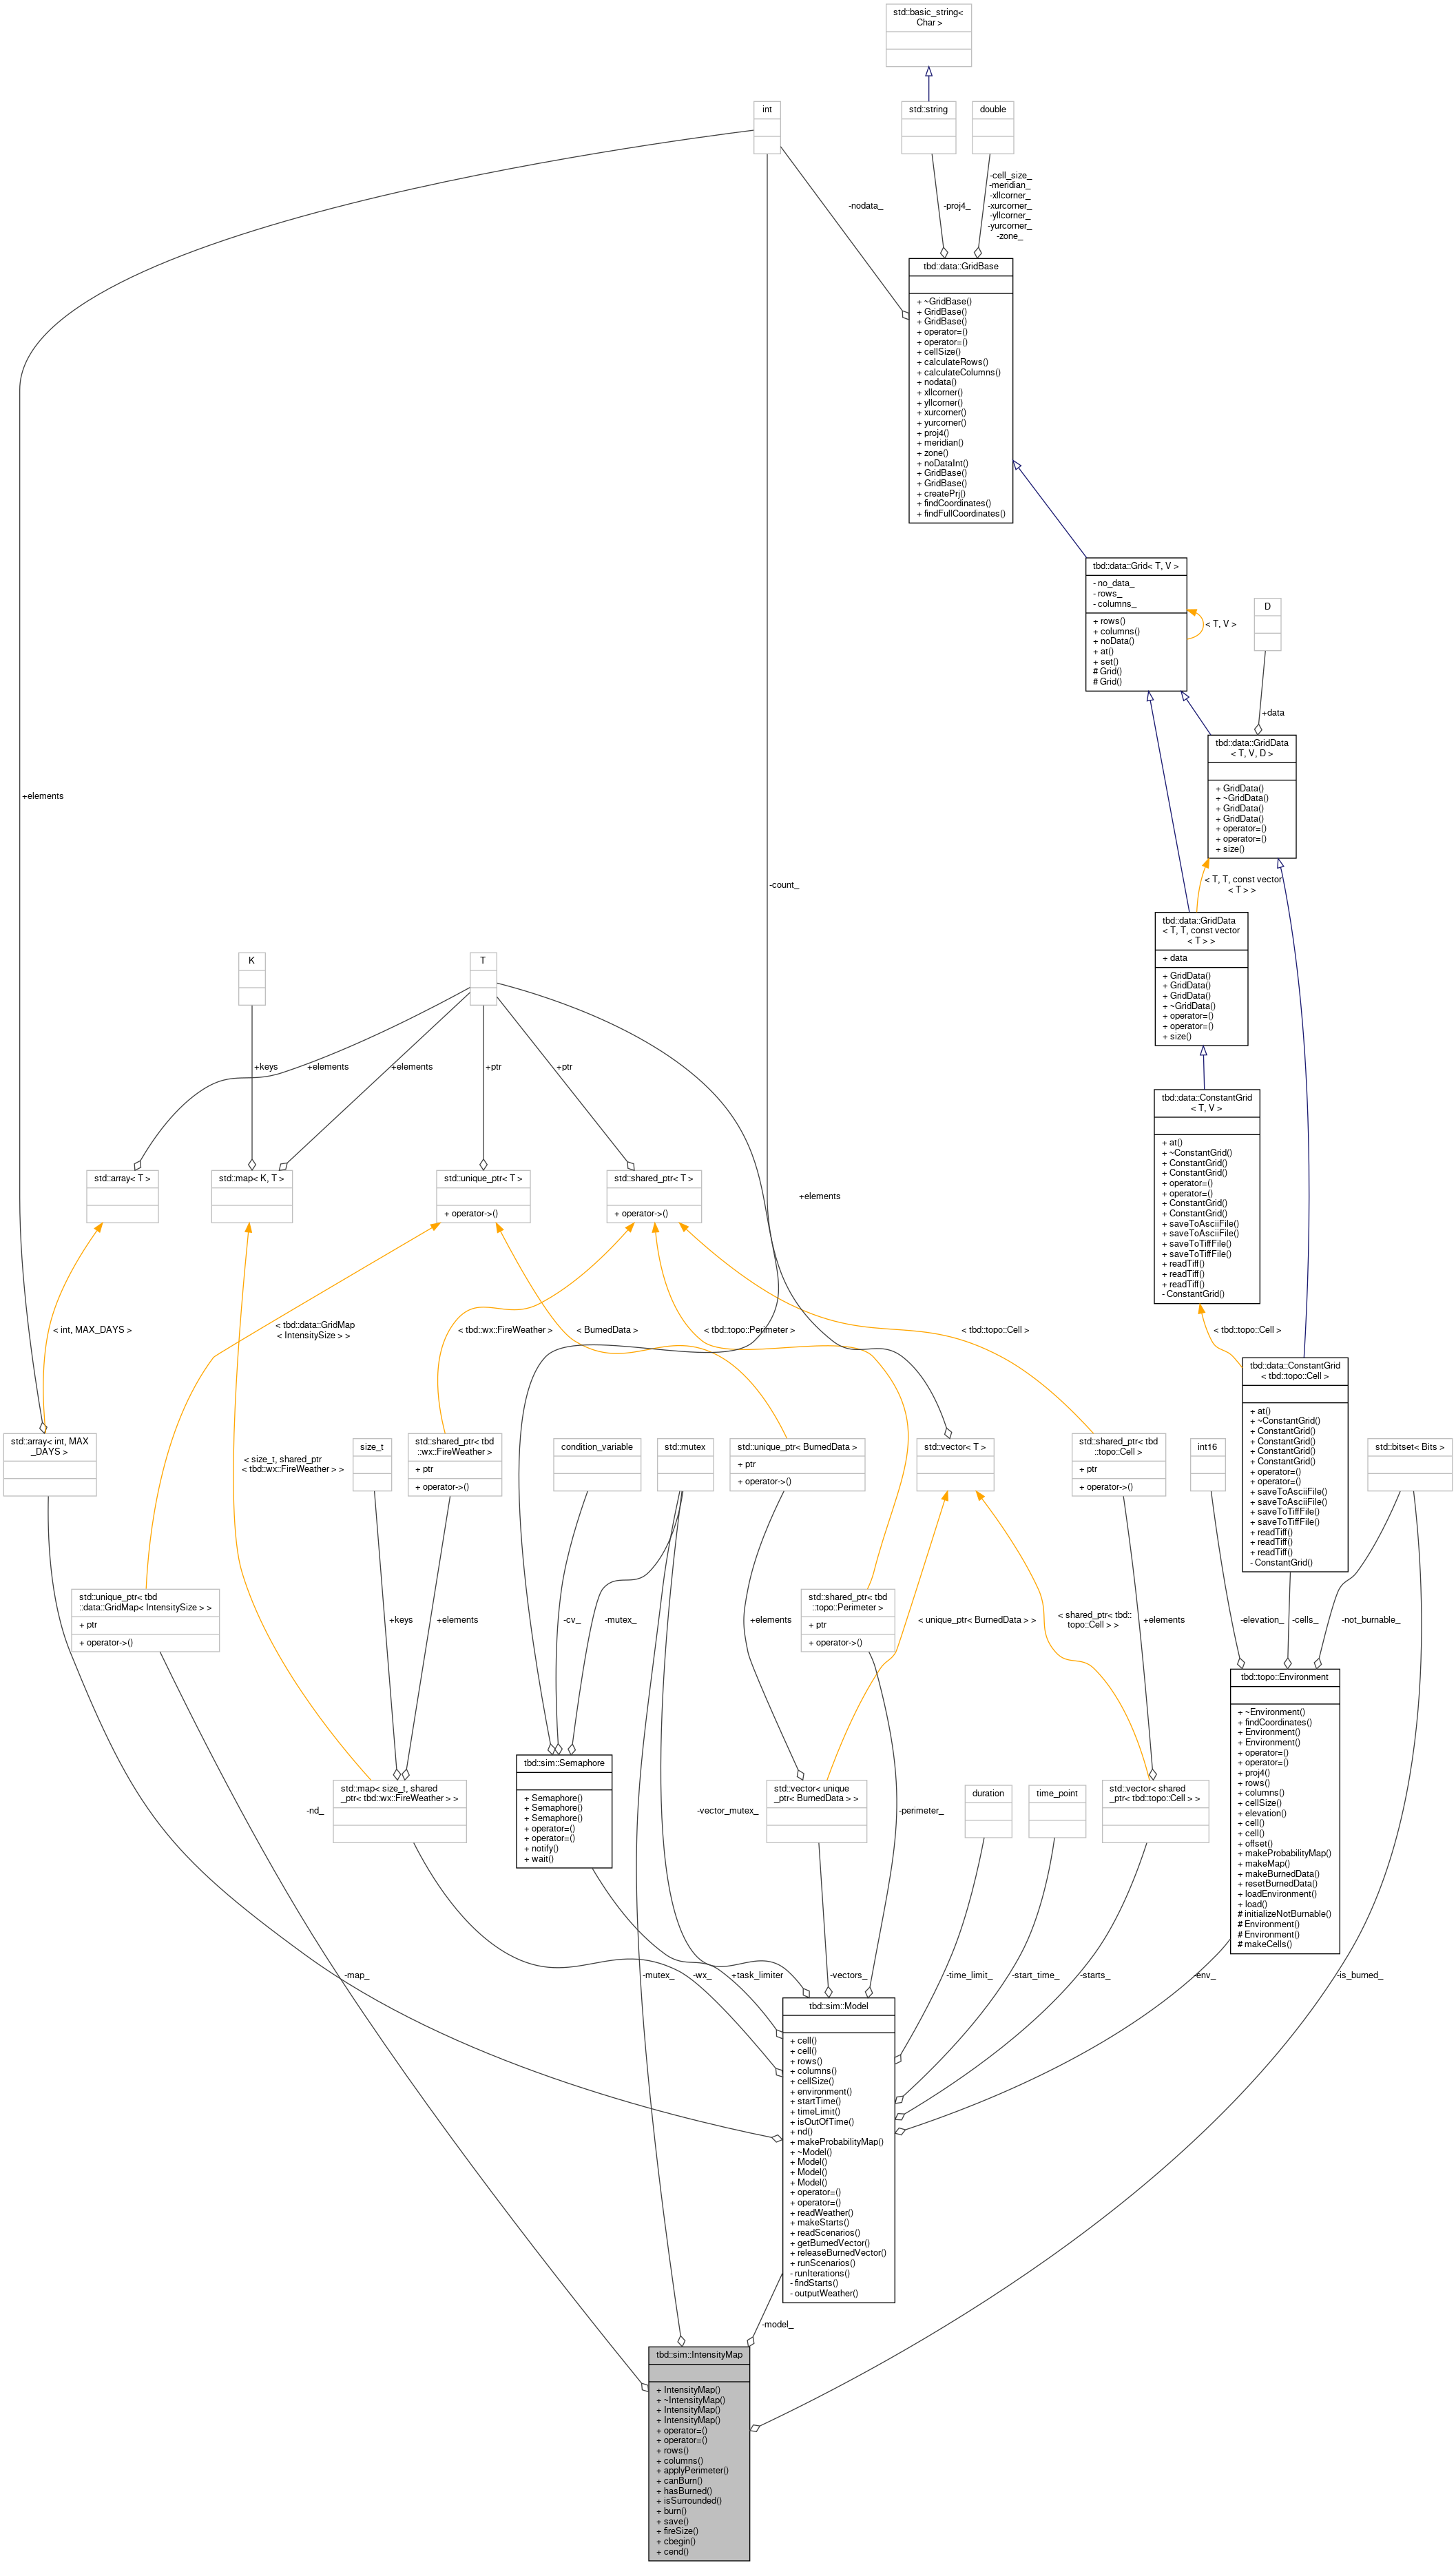 std::basic_string<
Char >
int
std::string
double
-cell_size_
-meridian_
-xllcorner_
-xurcorner_
-yllcorner_
-yurcorner_
-zone_
-nodata_
-proj4_
tbd::data::GridBase
+ ~GridBase()
+ GridBase()
+ GridBase()
+ operator=()
+ operator=()
+ cellSize()
+ calculateRows()
+ calculateColumns()
+ nodata()
+ xllcorner()
+ yllcorner()
+ xurcorner()
+ yurcorner()
+ proj4()
+ meridian()
+ zone()
+ noDataInt()
+ GridBase()
+ GridBase()
+ createPrj()
+ findCoordinates()
+ findFullCoordinates()
tbd::data::Grid< T, V >
- no_data_
- rows_
- columns_
+ rows()
+ columns()
+ noData()
+ at()
+ set()
# Grid()
# Grid()
< T, V >
D
+data
tbd::data::GridData
< T, V, D >
+ GridData()
+ ~GridData()
+ GridData()
+ GridData()
+ operator=()
+ operator=()
+ size()
+elements
-count_
< T, T, const vector
< T > >
tbd::data::GridData
< T, T, const vector
< T > >
+ data
+ GridData()
+ GridData()
+ GridData()
+ ~GridData()
+ operator=()
+ operator=()
+ size()
K
T
+keys
+elements
+elements
+ptr
+ptr
tbd::data::ConstantGrid
< T, V >
+ at()
+ ~ConstantGrid()
+ ConstantGrid()
+ ConstantGrid()
+ operator=()
+ operator=()
+ ConstantGrid()
+ ConstantGrid()
+ saveToAsciiFile()
+ saveToAsciiFile()
+ saveToTiffFile()
+ saveToTiffFile()
+ readTiff()
+ readTiff()
+ readTiff()
- ConstantGrid()
std::array< T >
std::map< K, T >
std::unique_ptr< T >
+ operator->()
std::shared_ptr< T >
+ operator->()
+elements
< int, MAX_DAYS >
< tbd::data::GridMap
< IntensitySize > >
< tbd::wx::FireWeather >
< BurnedData >
< tbd::topo::Perimeter >
< tbd::topo::Cell >
< tbd::topo::Cell >
tbd::data::ConstantGrid
< tbd::topo::Cell >
+ at()
+ ~ConstantGrid()
+ ConstantGrid()
+ ConstantGrid()
+ ConstantGrid()
+ ConstantGrid()
+ operator=()
+ operator=()
+ saveToAsciiFile()
+ saveToAsciiFile()
+ saveToTiffFile()
+ saveToTiffFile()
+ readTiff()
+ readTiff()
+ readTiff()
- ConstantGrid()
std::array< int, MAX
_DAYS >
< size_t, shared_ptr
< tbd::wx::FireWeather > >
size_t
std::shared_ptr< tbd
::wx::FireWeather >
+ ptr
+ operator->()
condition_variable
std::mutex
std::unique_ptr< BurnedData >
+ ptr
+ operator->()
std::vector< T >
std::shared_ptr< tbd
::topo::Cell >
+ ptr
+ operator->()
int16
std::bitset< Bits >
std::unique_ptr< tbd
::data::GridMap< IntensitySize > >
+ ptr
+ operator->()
+keys
+elements
-cv_
-mutex_
+elements
std::shared_ptr< tbd
::topo::Perimeter >
+ ptr
+ operator->()
< unique_ptr< BurnedData > >
< shared_ptr< tbd::
topo::Cell > >
+elements
-elevation_
-cells_
-not_burnable_
tbd::topo::Environment
+ ~Environment()
+ findCoordinates()
+ Environment()
+ Environment()
+ operator=()
+ operator=()
+ proj4()
+ rows()
+ columns()
+ cellSize()
+ elevation()
+ cell()
+ cell()
+ offset()
+ makeProbabilityMap()
+ makeMap()
+ makeBurnedData()
+ resetBurnedData()
+ loadEnvironment()
+ load()
# initializeNotBurnable()
# Environment()
# Environment()
# makeCells()
-nd_
std::map< size_t, shared
_ptr< tbd::wx::FireWeather > >
tbd::sim::Semaphore
+ Semaphore()
+ Semaphore()
+ Semaphore()
+ operator=()
+ operator=()
+ notify()
+ wait()
-vector_mutex_
std::vector< unique
_ptr< BurnedData > >
-perimeter_
duration
time_point
std::vector< shared
_ptr< tbd::topo::Cell > >
-map_
-mutex_
-wx_
+task_limiter
-vectors_
-time_limit_
-start_time_
-starts_
-env_
-is_burned_
tbd::sim::Model
+ cell()
+ cell()
+ rows()
+ columns()
+ cellSize()
+ environment()
+ startTime()
+ timeLimit()
+ isOutOfTime()
+ nd()
+ makeProbabilityMap()
+ ~Model()
+ Model()
+ Model()
+ Model()
+ operator=()
+ operator=()
+ readWeather()
+ makeStarts()
+ readScenarios()
+ getBurnedVector()
+ releaseBurnedVector()
+ runScenarios()
- runIterations()
- findStarts()
- outputWeather()
-model_
tbd::sim::IntensityMap
+ IntensityMap()
+ ~IntensityMap()
+ IntensityMap()
+ IntensityMap()
+ operator=()
+ operator=()
+ rows()
+ columns()
+ applyPerimeter()
+ canBurn()
+ hasBurned()
+ isSurrounded()
+ burn()
+ save()
+ fireSize()
+ cbegin()
+ cend()